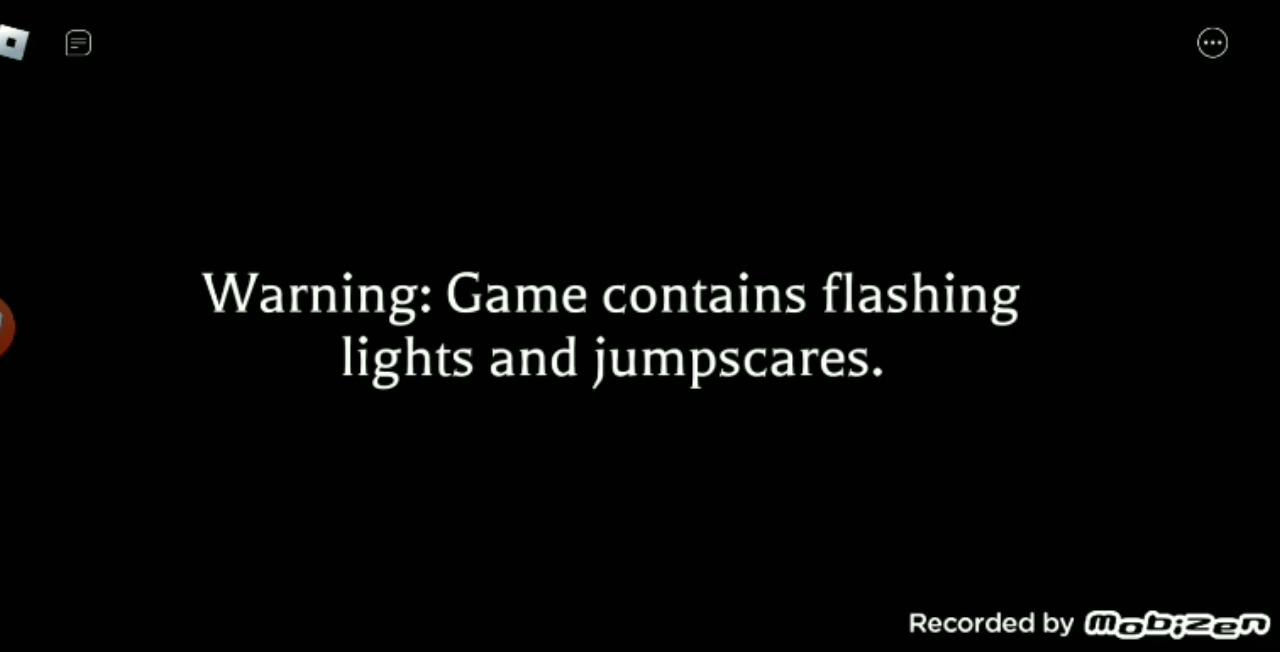 Warning: Game contains flashing
lights and jumpscares.
Recorded by mobizen